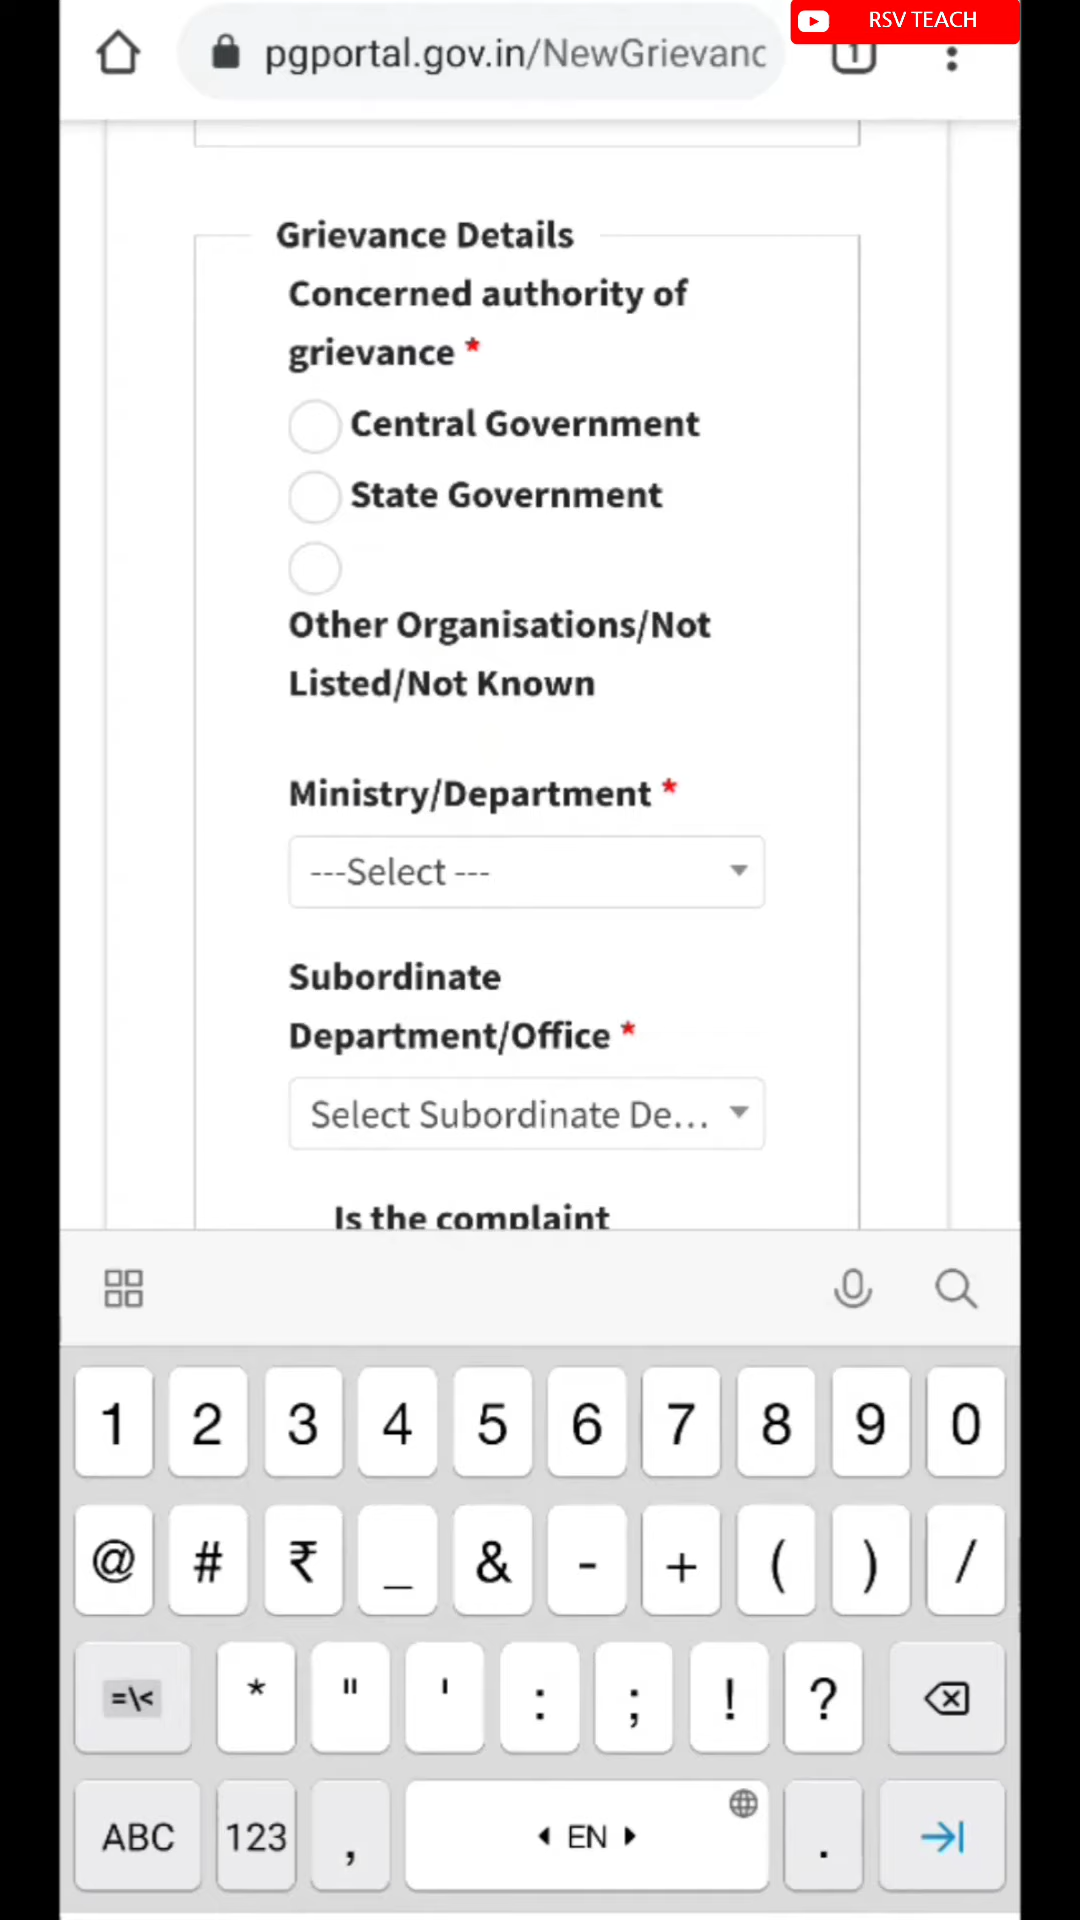 RSV TEACH
pgportal.gov.in/NewGrievanc
1
Grievance Details
Concerned authority of
grievance *
Central Government
State Government
Other Organisations/Not
Listed/Not Known
Ministry/Department *
---Select ---
Subordinate
Department/Office *
Select Subordinate De...
Is the complaint
1 2 3 4 5 6 7 8 9 0
@ # ₹ _ & - + ( ) /
=\< * " ' : ; ! ?
ABC 123 , EN .